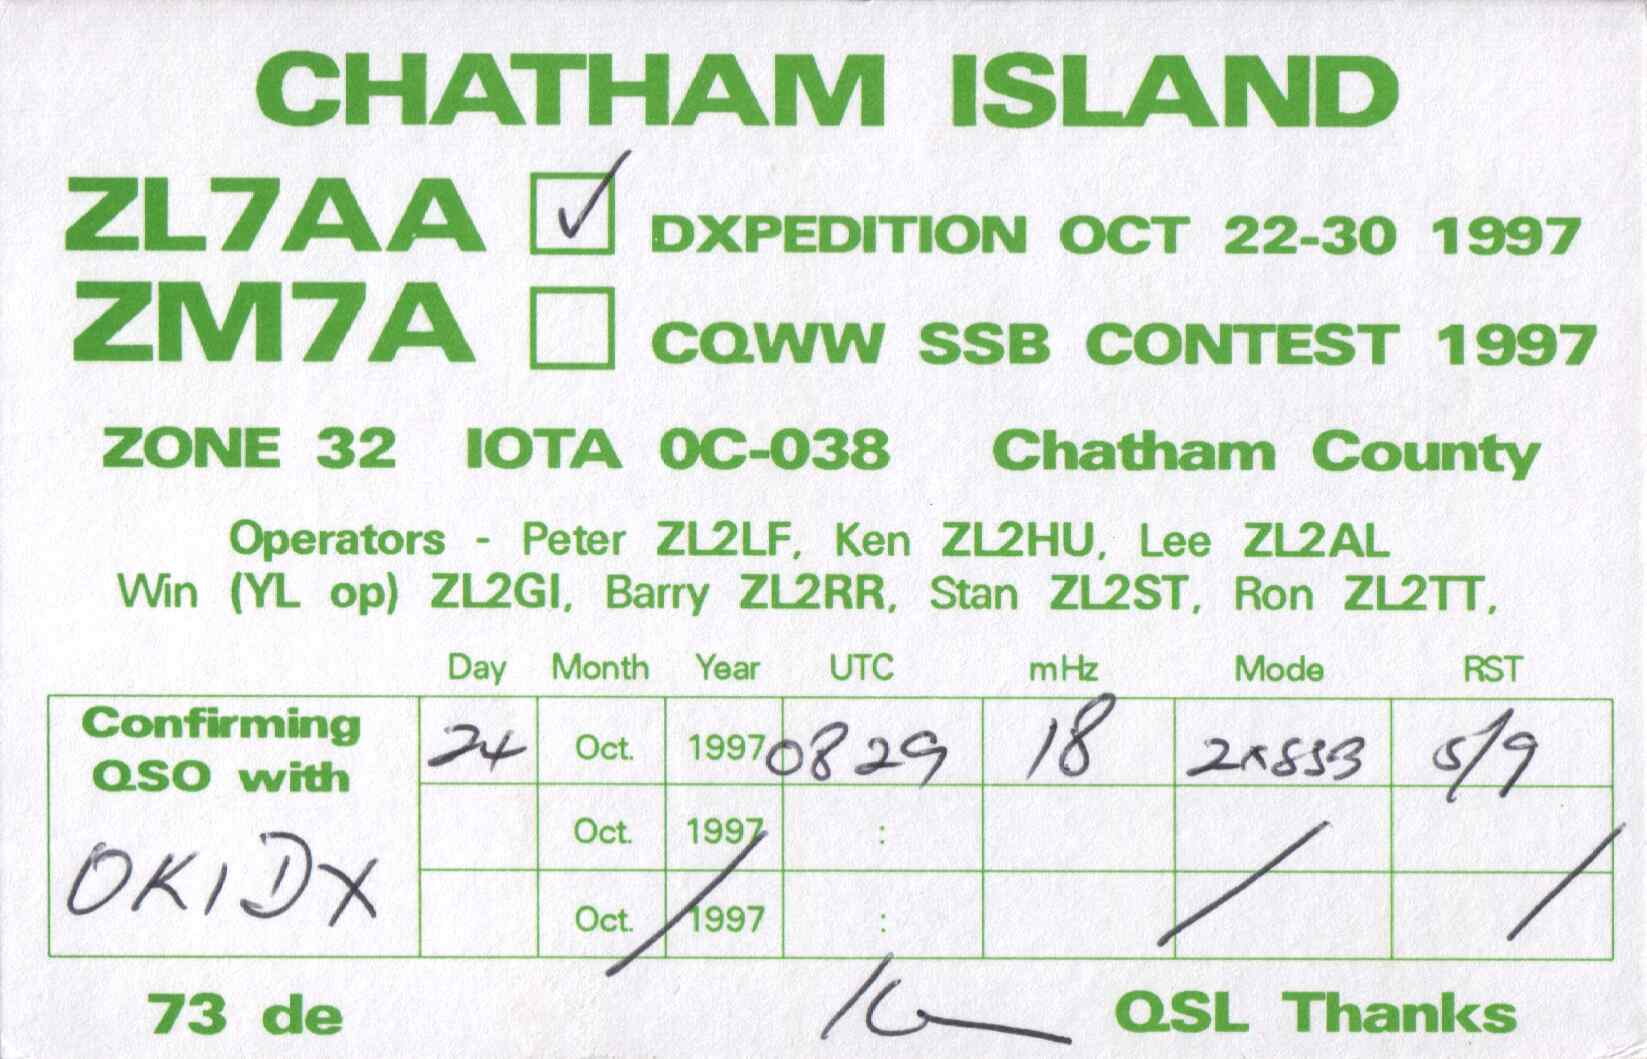 CHATHAM ISLAND
ZL7AA ✓ DXPEDITION OCT 22-30 1997
ZM7A CQWW SSB CONTEST 1997
ZONE 32 IOTA OC-038 Chatham County
Operators - Peter ZL2LF, Ken ZL2HU, Lee ZL2AL
Win (YL op) ZL2GI, Barry ZL2RR, Stan ZL2ST, Ron ZL2TT,
Day Month Year UTC mHz Mode RST
Confirming QSO with
OK1DX
24 Oct. 1997 0829 18 2xSSB 5/9
Oct. 1997 :
Oct. 1997 :
73 de
QSL Thanks